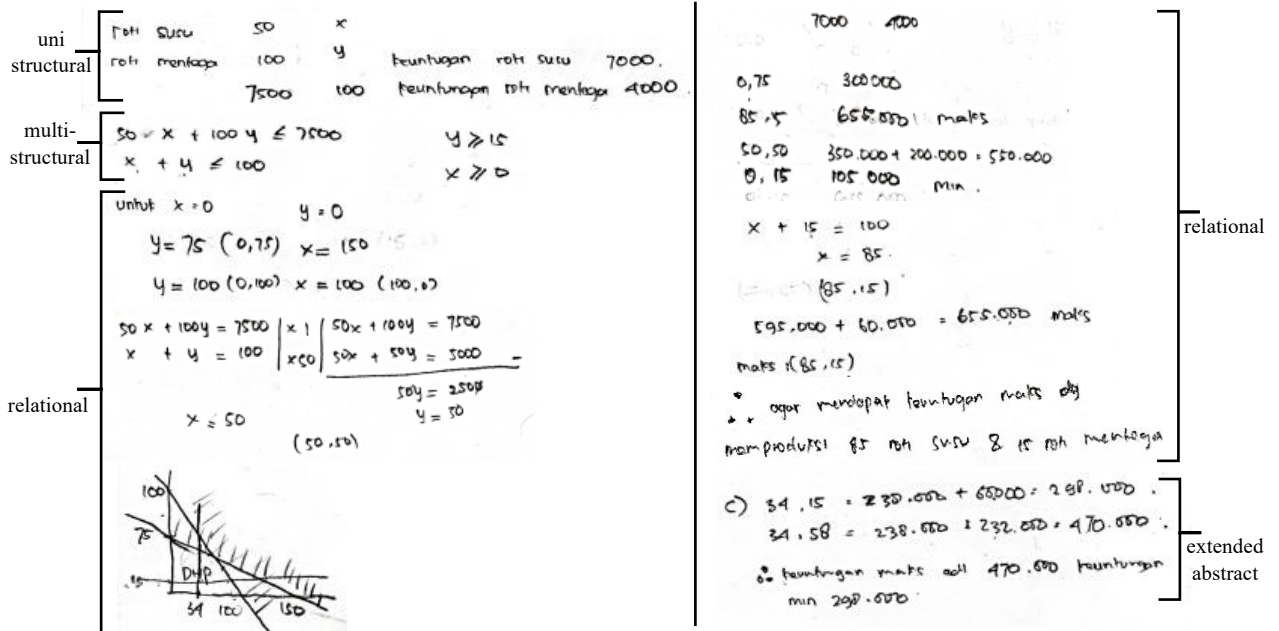 uni
structural
roti susu 50 x
roti mentega 100 y keuntugan roti susu 7000.
7500 100 keuntungan roti mentega 4000
multi-
structural
50 x + 100 y ≤ 7500 y ≥ 15
x + y ≤ 100 x ≥ 0
relational
untuk x = 0 y = 0
y = 75 (0,75) x = 150
y = 100 (0,100) x = 100 (100,0)
50x + 100y = 7500 | x 1 | 50x + 100y = 7500
x + y = 100 | x50 | 50x + 50y = 5000 -
50y = 2500
x = 50 y = 50
(50,50)
100
75
15 DHP
34 100 150
7000 4000
0,75 300000
85,15 655.000 maks
50,50 350.000 + 200.000 = 550.000
0,15 105.000 min.
x + 15 = 100
x = 85.
(85,15)
595.000 + 60.000 = 655.000 maks
maks (85,15)
∴ agar mendapat keuntugan maks dg
memproduksi 85 roti susu & 15 roti mentega
relational
c) 34,15 = 238.000 + 60000 = 298.000.
34,58 = 238.000 + 232.000 = 470.000.
∴ keuntungan maks adl 470.000 keuntungan
min 298.000
extended
abstract